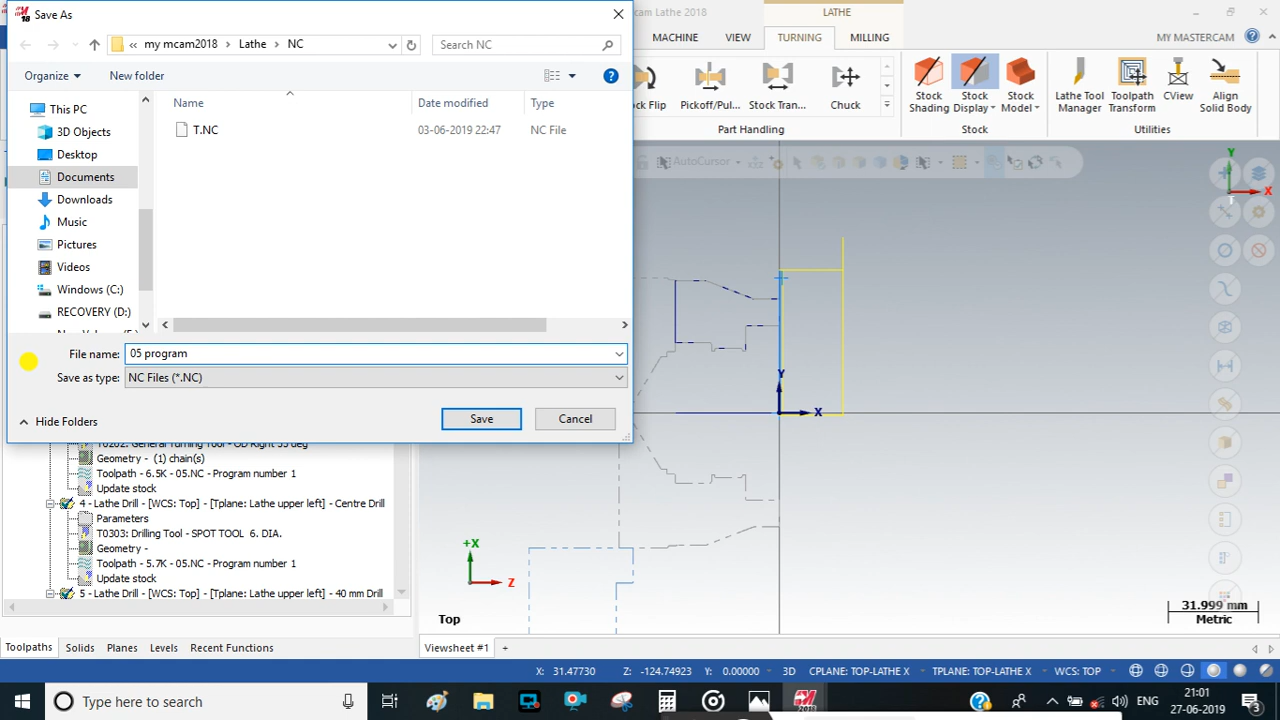 Save As
cam Lathe 2018
LATHE
my mcam2018
Lathe
NC
Search NC
MACHINE
VIEW
TURNING
MILLING
MY MASTERCAM
Organize
New folder
This PC
3D Objects
Desktop
Documents
Downloads
Music
Pictures
Videos
Windows (C:)
RECOVERY (D:)
Name
Date modified
Type
T.NC
03-06-2019 22:47
NC File
Flip
Pickof/Pul...
Stock Tran...
Chuck
Part Handling
Stock Shading
Stock Display
Stock Model
Stock
Lathe Tool Manager
Toolpath Transform
CView
Align Solid Body
Utilities
AutoCursor
File name:
05 program
Save as type:
NC Files (*.NC)
Hide Folders
Save
Cancel
T0202: General Turning Tool - OD Right 55 deg
Geometry - (1) chain(s)
Toolpath - 6.5K - 05.NC - Program number 1
Update stock
4 - Lathe Drill - [WCS: Top] - [Tplane: Lathe upper left] - Centre Drill
Parameters
T0303: Drilling Tool - SPOT TOOL 6. DIA.
Geometry -
Toolpath - 5.7K - 05.NC - Program number 1
Update stock
5 - Lathe Drill - [WCS: Top] - [Tplane: Lathe upper left] - 40 mm Drill
Y
X
Y
X
+X
Z
Top
31.999 mm
Metric
Toolpaths
Solids
Planes
Levels
Recent Functions
Viewsheet #1
+
X: 31.47730
Z: -124.74923
Y: 0.00000
3D
CPLANE: TOP-LATHE X
TPLANE: TOP-LATHE X
WCS: TOP
Type here to search
ENG
21:01
27-06-2019
3